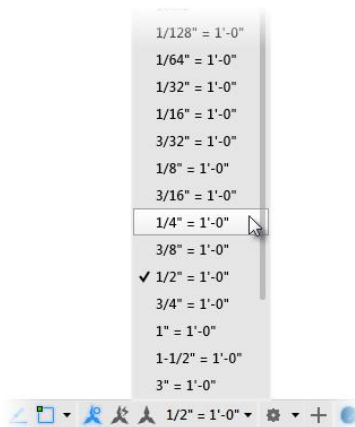 1/128" = 1'-0"
1/64" = 1'-0"
1/32" = 1'-0"
1/16" = 1'-0"
3/32" = 1'-0"
1/8" = 1'-0"
3/16" = 1'-0"
1/4" = 1'-0"
3/8" = 1'-0"
✓ 1/2" = 1'-0"
3/4" = 1'-0"
1" = 1'-0"
1-1/2" = 1'-0"
3" = 1'-0"
1/2" = 1'-0"